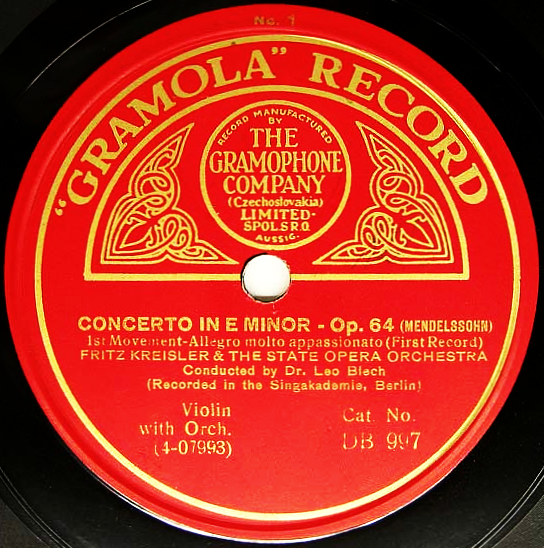 No. 1
"GRAMOLA" RECORD
RECORD MANUFACTURED
BY
THE
GRAMOPHONE
COMPANY
(Czechoslovakia)
LIMITED-
SPOLS R.O.
AUSSIG.
CONCERTO IN E MINOR - Op. 64 (MENDELSSOHN)
1st Movement-Allegro molto appassionato (First Record)
FRITZ KREISLER & THE STATE OPERA ORCHESTRA
Conducted by Dr. Leo Blech
(Recorded in the Singakademie, Berlin)
Violin
with Orch.
(4-07993)
Cat. No.
DB 997